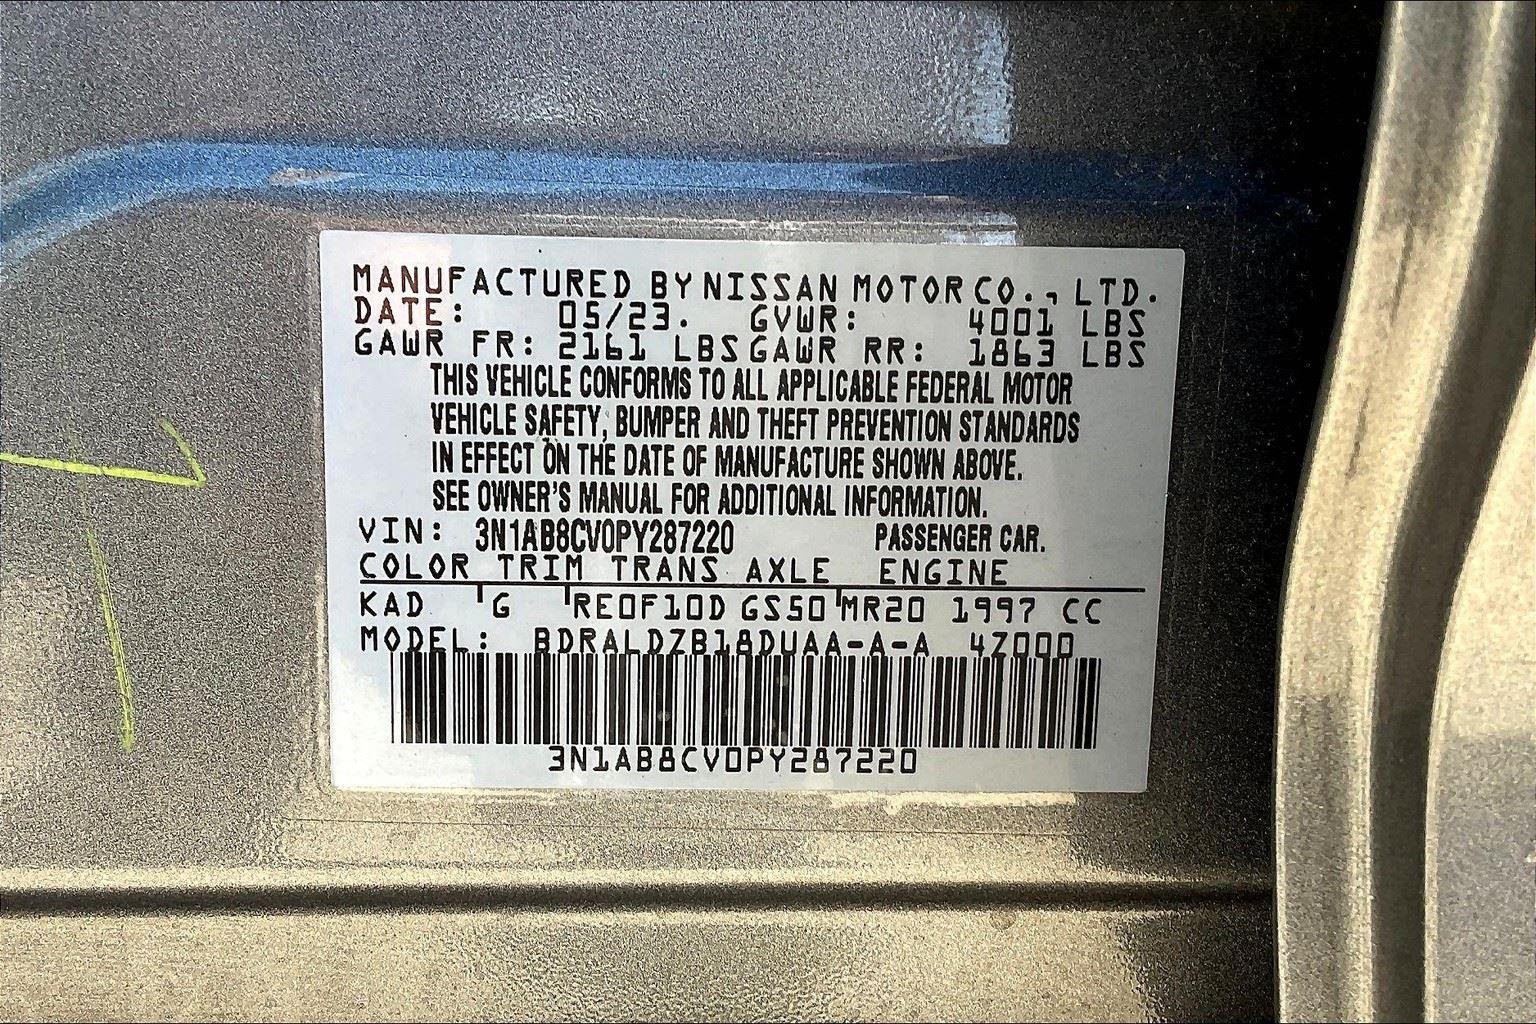 MANUFACTURED BY NISSAN MOTOR CO., LTD.
DATE: 05/23. GVWR: 4001 LBS
GAWR FR: 2161 LBS GAWR RR: 1863 LBS
THIS VEHICLE CONFORMS TO ALL APPLICABLE FEDERAL MOTOR
VEHICLE SAFETY, BUMPER AND THEFT PREVENTION STANDARDS
IN EFFECT ON THE DATE OF MANUFACTURE SHOWN ABOVE.
SEE OWNER'S MANUAL FOR ADDITIONAL INFORMATION.
VIN: 3N1AB8CV0PY287220 PASSENGER CAR.
COLOR TRIM TRANS AXLE ENGINE
KAD G RE0F10D GS50 MR20 1997 CC
MODEL: BDRALDZB18DUAA-A-A 4Z000
3N1AB8CV0PY287220